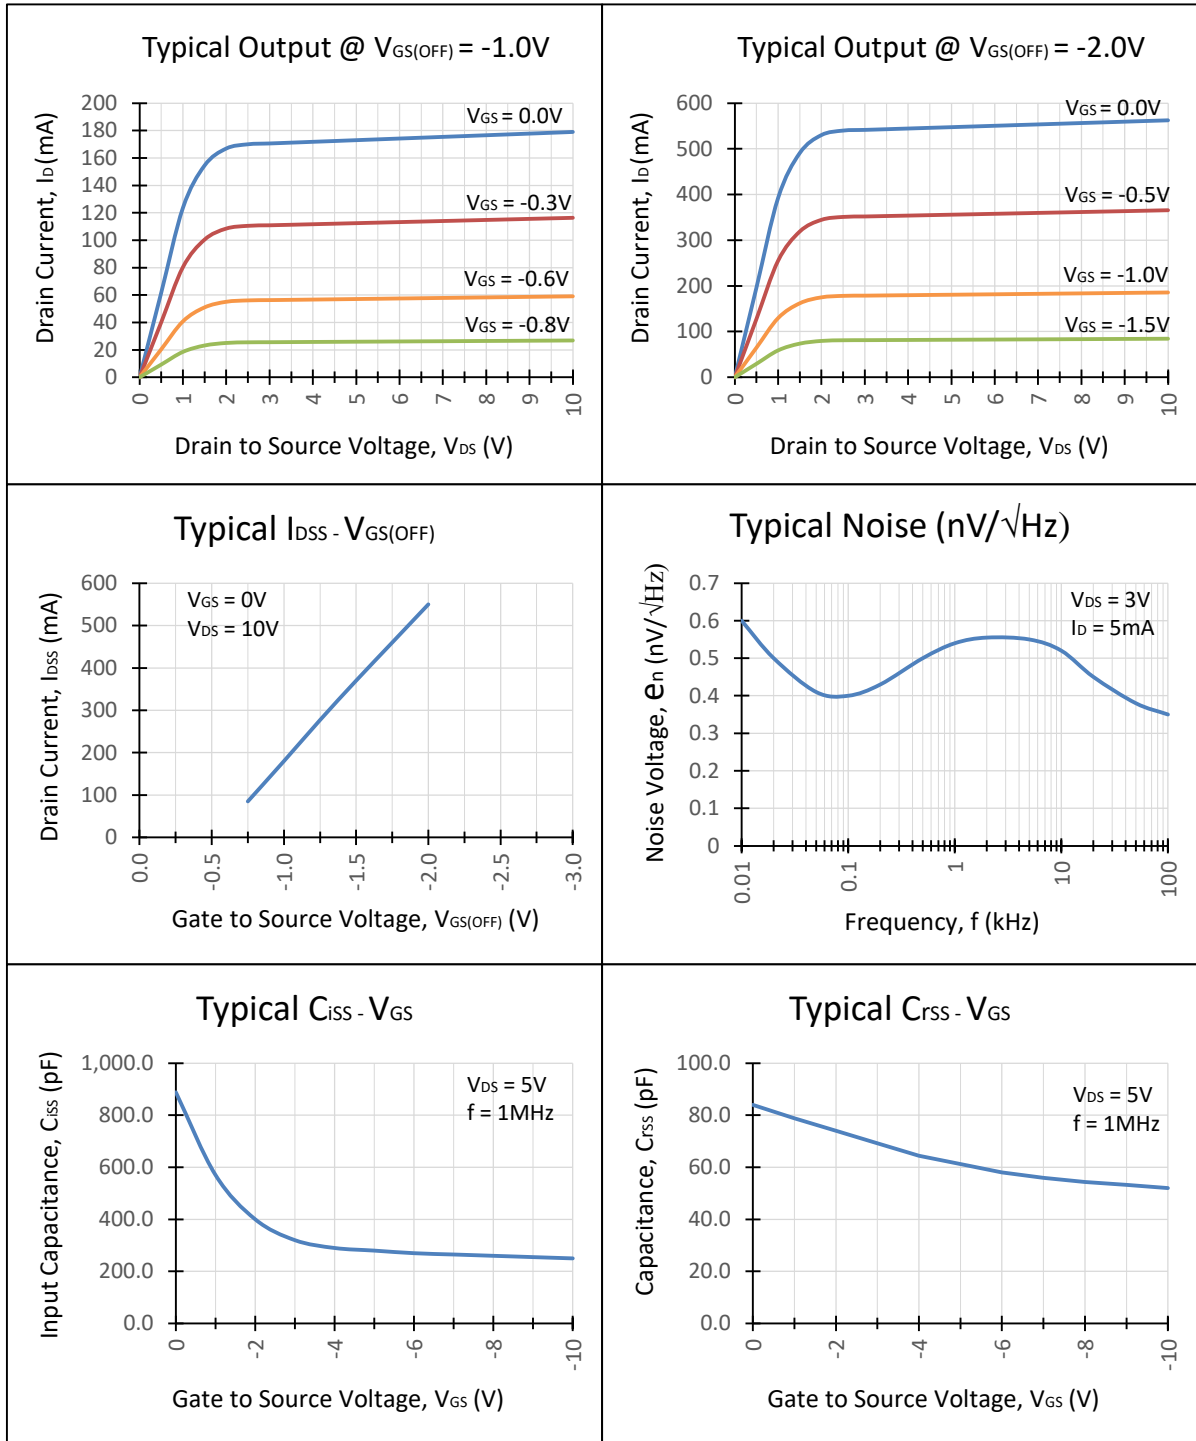 Typical Output @ VGS(OFF) = -1.0V
Drain Current, ID (mA)
200
180
160
140
120
100
80
60
40
20
0
VGS = 0.0V
VGS = -0.3V
VGS = -0.6V
VGS = -0.8V
0 1 2 3 4 5 6 7 8 9 10
Drain to Source Voltage, VDS (V)
Typical Output @ VGS(OFF) = -2.0V
Drain Current, ID (mA)
600
500
400
300
200
100
0
VGS = 0.0V
VGS = -0.5V
VGS = -1.0V
VGS = -1.5V
0 1 2 3 4 5 6 7 8 9 10
Drain to Source Voltage, VDS (V)
Typical IDSS - VGS(OFF)
Drain Current, IDSS (mA)
600
500
400
300
200
100
0
VGS = 0V
VDS = 10V
0.0 -0.5 -1.0 -1.5 -2.0 -2.5 -3.0
Gate to Source Voltage, VGS(OFF) (V)
Typical Noise (nV/√Hz)
Noise Voltage, en (nV/√Hz)
0.7
0.6
0.5
0.4
0.3
0.2
0.1
0
VDS = 3V
ID = 5mA
0.01 0.1 1 10 100
Frequency, f (kHz)
Typical CiSS - VGS
Input Capacitance, CiSS (pF)
1,000.0
800.0
600.0
400.0
200.0
0.0
VDS = 5V
f = 1MHz
0 -2 -4 -6 -8 -10
Gate to Source Voltage, VGS (V)
Typical CrSS - VGS
Capacitance, CrSS (pF)
100.0
80.0
60.0
40.0
20.0
0.0
VDS = 5V
f = 1MHz
0 -2 -4 -6 -8 -10
Gate to Source Voltage, VGS (V)